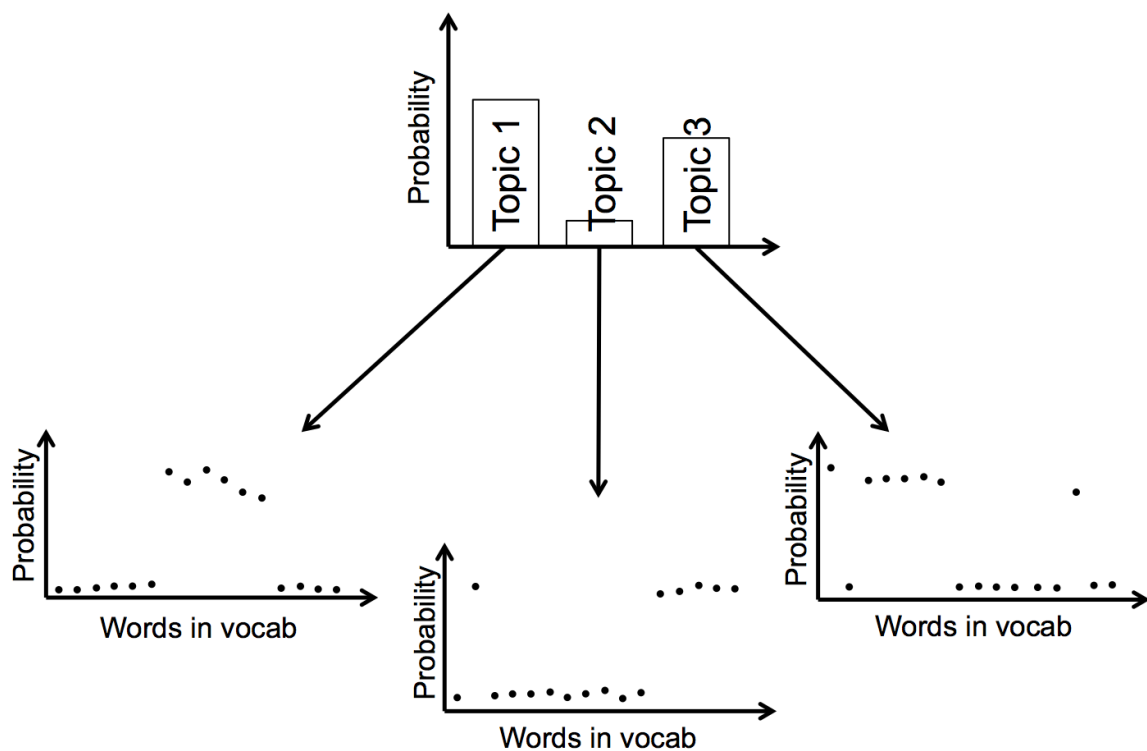 Probability
Topic 1
Topic 2
Topic 3
Probability
Words in vocab
Probability
Words in vocab
Probability
Words in vocab